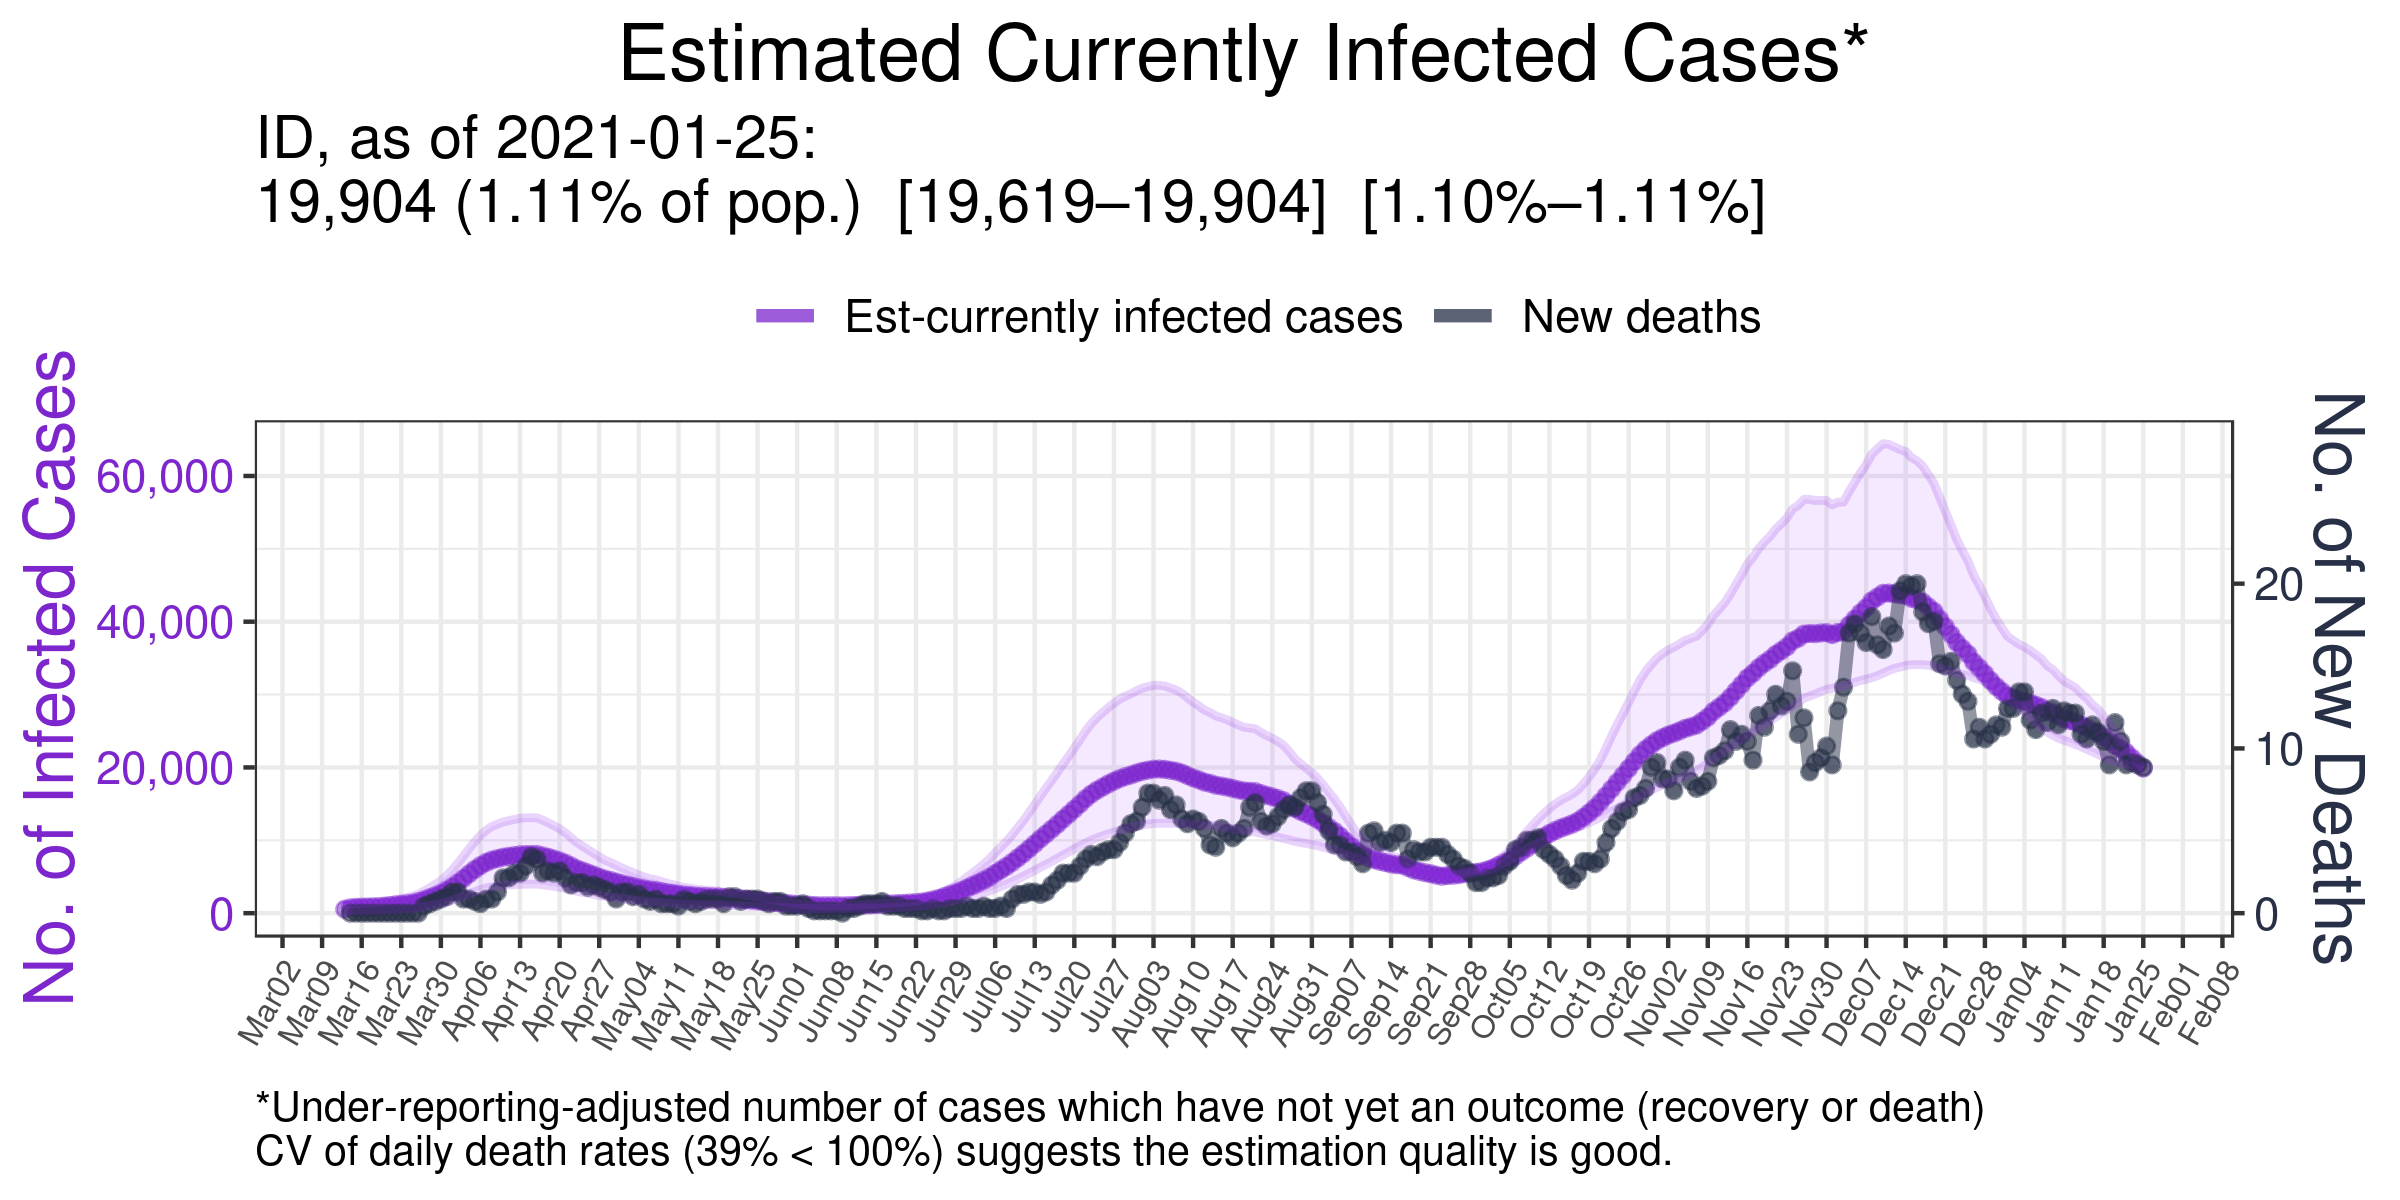 Estimated Currently Infected Cases*
ID, as of 2021-01-25:
19,904 (1.11% of pop.) [19,619–19,904] [1.10%–1.11%]
Est-currently infected cases New deaths
No. of Infected Cases
60,000
40,000
20,000
0
20
10
0
No. of New Deaths
Mar02 Mar09 Mar16 Mar23 Mar30 Apr06 Apr13 Apr20 Apr27 May04 May11 May18 May25 Jun01 Jun08 Jun15 Jun22 Jun29 Jul06 Jul13 Jul20 Jul27 Aug03 Aug10 Aug17 Aug24 Aug31 Sep07 Sep14 Sep21 Sep28 Oct05 Oct12 Oct19 Oct26 Nov02 Nov09 Nov16 Nov23 Nov30 Dec07 Dec14 Dec21 Dec28 Jan04 Jan11 Jan18 Jan25 Feb01 Feb08
*Under-reporting-adjusted number of cases which have not yet an outcome (recovery or death)
CV of daily death rates (39% < 100%) suggests the estimation quality is good.